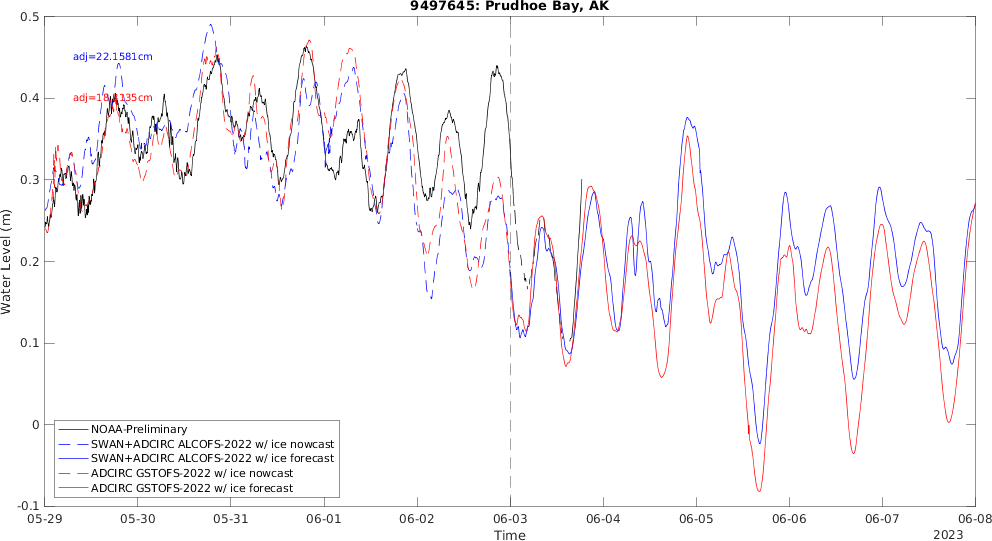 9497645: Prudhoe Bay, AK
0.5
adj=22.1581cm
0.4
0.3
Water Level (m)
0.2
0.1
0
-0.1
NOAA-Preliminary
SWAN+ADCIRC ALCOFS-2022 w/ ice nowcast
SWAN+ADCIRC ALCOFS-2022 w/ ice forecast
ADCIRC GSTOFS-2022 w/ ice nowcast
ADCIRC GSTOFS-2022 w/ ice forecast
05-29 05-30 05-31 06-01 06-02 06-03 06-04 06-05 06-06 06-07 06-08
Time
2023